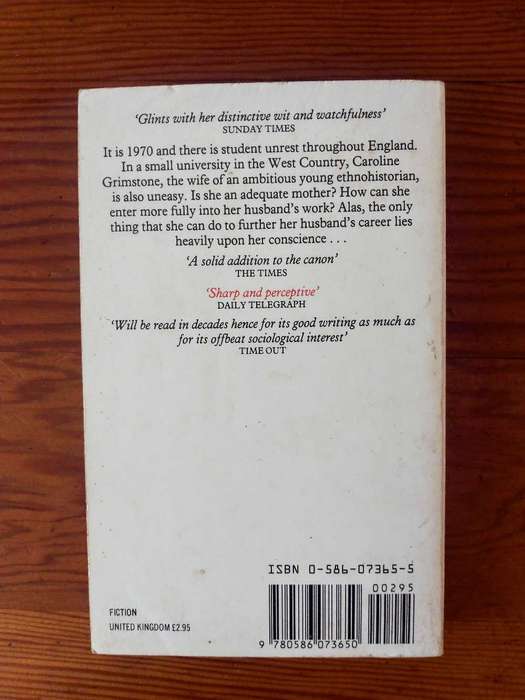 ‘Glints with her distinctive wit and watchfulness’
SUNDAY TIMES
It is 1970 and there is student unrest throughout England.
In a small university in the West Country, Caroline
Grimstone, the wife of an ambitious young ethnohistorian,
is also uneasy. Is she an adequate mother? How can she
enter more fully into her husband’s work? Alas, the only
thing that she can do to further her husband’s career lies
heavily upon her conscience . . .
‘A solid addition to the canon’
THE TIMES
‘Sharp and perceptive’
DAILY TELEGRAPH
‘Will be read in decades hence for its good writing as much as
for its offbeat sociological interest’
TIME OUT
ISBN 0-586-07365-5
00295
FICTION
UNITED KINGDOM £2.95
9 780586 073650